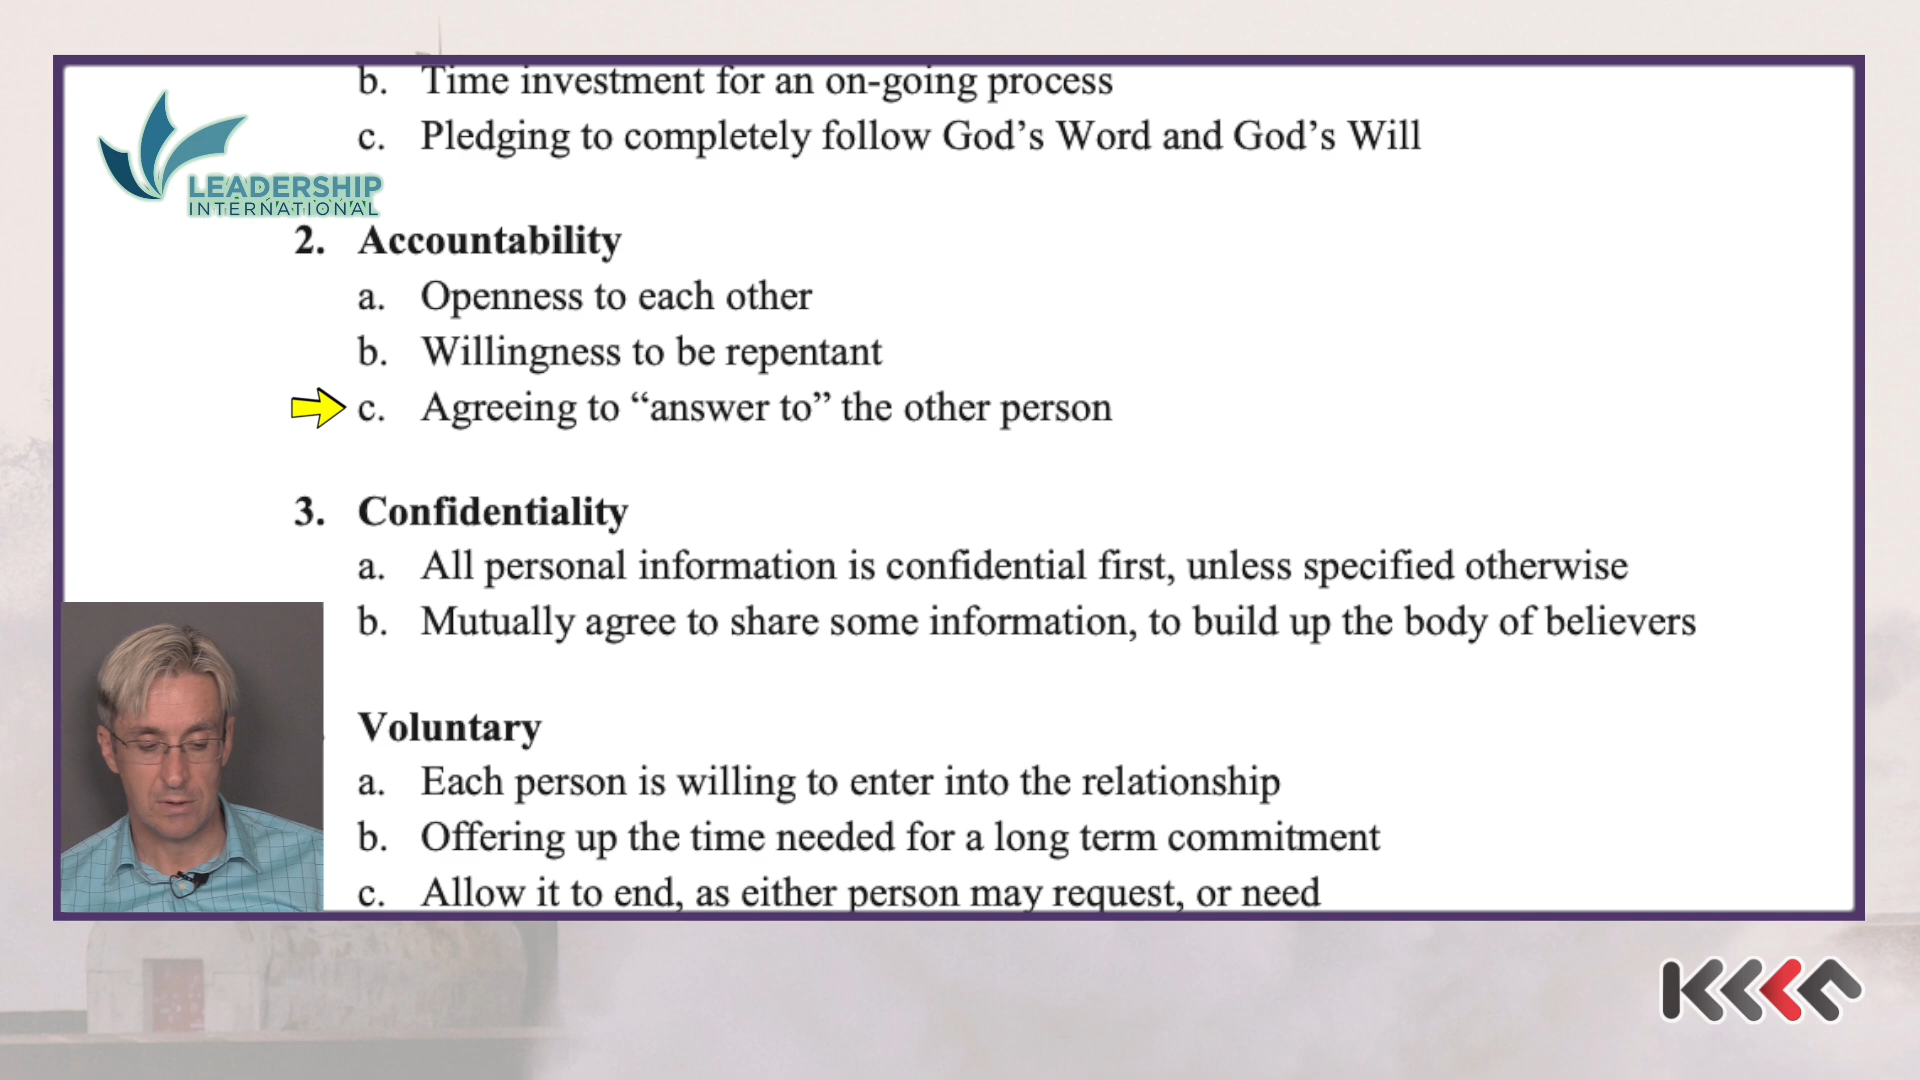 b. Time investment for an on-going process
c. Pledging to completely follow God’s Word and God’s Will
LEADERSHIP
INTERNATIONAL
2. Accountability
a. Openness to each other
b. Willingness to be repentant
c. Agreeing to “answer to” the other person
3. Confidentiality
a. All personal information is confidential first, unless specified otherwise
b. Mutually agree to share some information, to build up the body of believers
Voluntary
a. Each person is willing to enter into the relationship
b. Offering up the time needed for a long term commitment
c. Allow it to end, as either person may request, or need